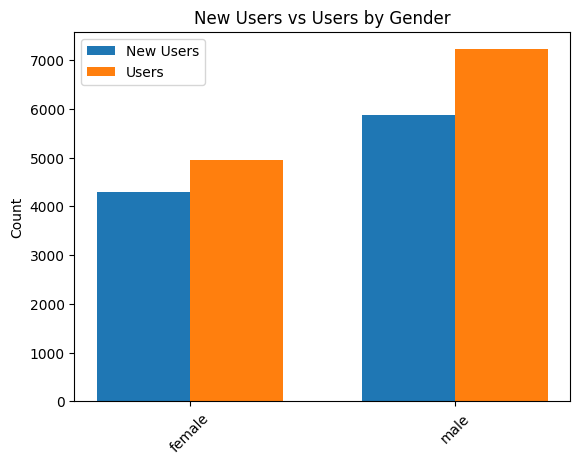 New Users vs Users by Gender
New Users
Users
7000
6000
5000
4000
3000
2000
1000
0
Count
female
male